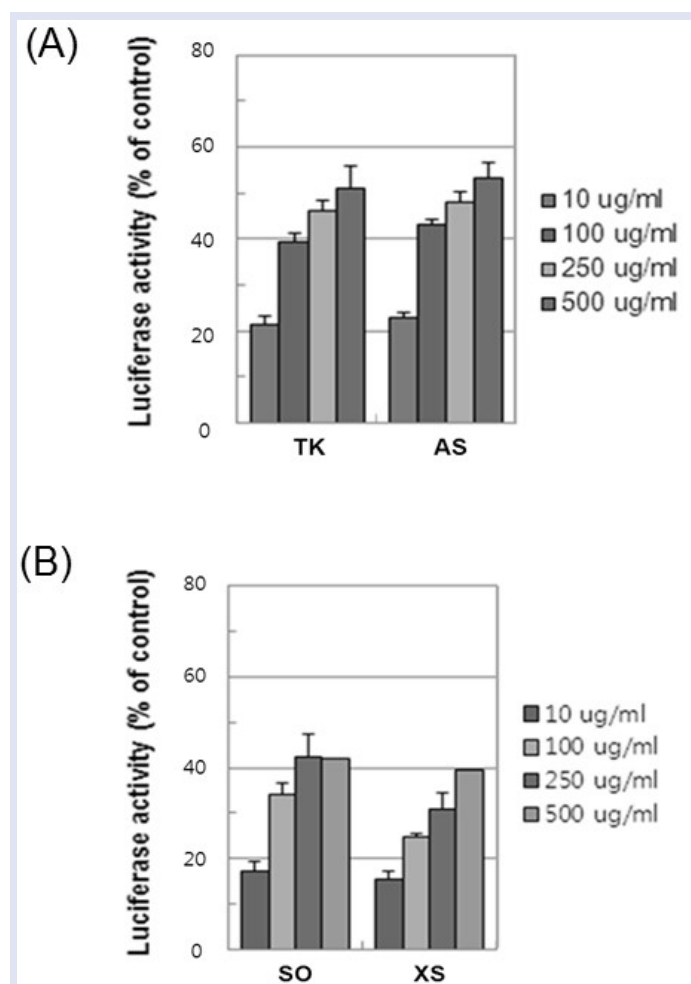 (A)
Luciferase activity (% of control)
80
60
40
20
0
TK AS
10 ug/ml
100 ug/ml
250 ug/ml
500 ug/ml
(B)
Luciferase activity (% of control)
80
60
40
20
0
SO XS
10 ug/ml
100 ug/ml
250 ug/ml
500 ug/ml